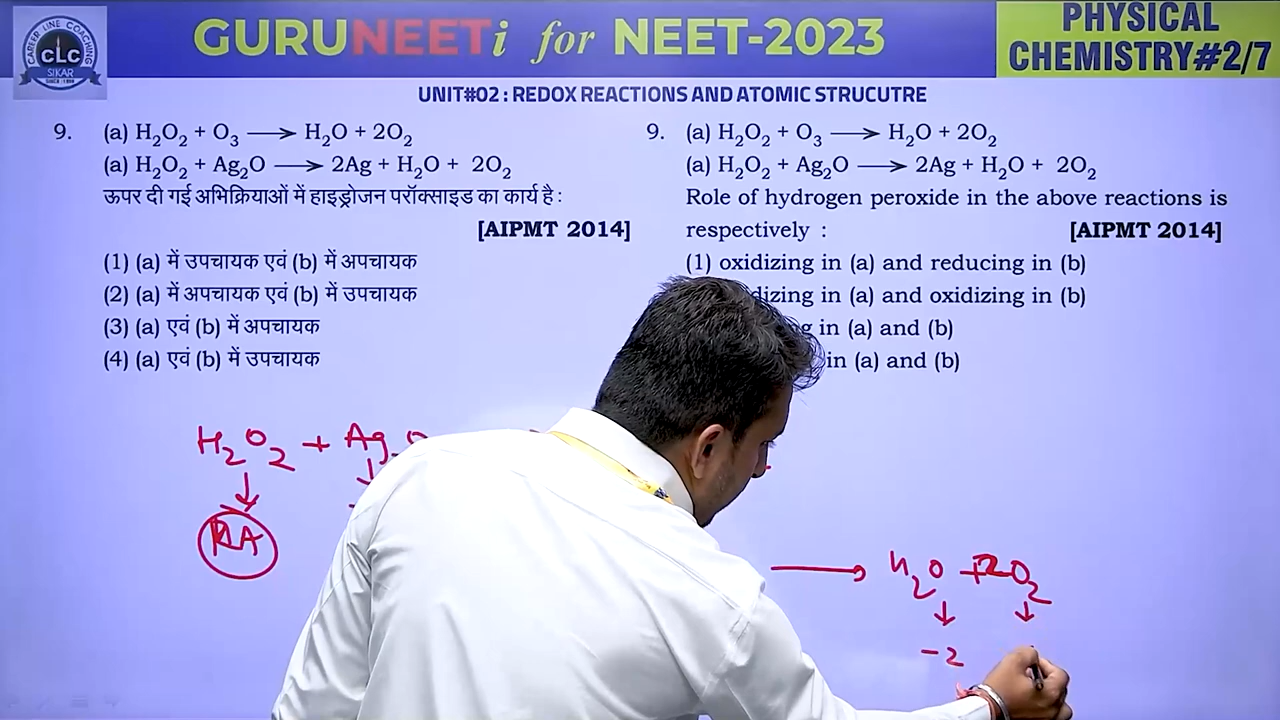 CAREER LINE COACHING
CLC
SIKAR
SINCE : 1996
GURUNEETi for NEET-2023
PHYSICAL
CHEMISTRY#2/7
UNIT#02 : REDOX REACTIONS AND ATOMIC STRUCUTRE
9. (a) H₂O₂ + O₃ ⟶ H₂O + 2O₂
(a) H₂O₂ + Ag₂O ⟶ 2Ag + H₂O + 2O₂
ऊपर दी गई अभिक्रियाओं में हाइड्रोजन परॉक्साइड का कार्य है :
[AIPMT 2014]
(1) (a) में उपचायक एवं (b) में अपचायक
(2) (a) में अपचायक एवं (b) में उपचायक
(3) (a) एवं (b) में अपचायक
(4) (a) एवं (b) में उपचायक
9. (a) H₂O₂ + O₃ ⟶ H₂O + 2O₂
(a) H₂O₂ + Ag₂O ⟶ 2Ag + H₂O + 2O₂
Role of hydrogen peroxide in the above reactions is
respectively : [AIPMT 2014]
(1) oxidizing in (a) and reducing in (b)
in (a) and oxidizing in (b)
in (a) and (b)
in (a) and (b)
H₂O₂ + Ag₂O
RA
⟶ H₂O + 2O₂
-2